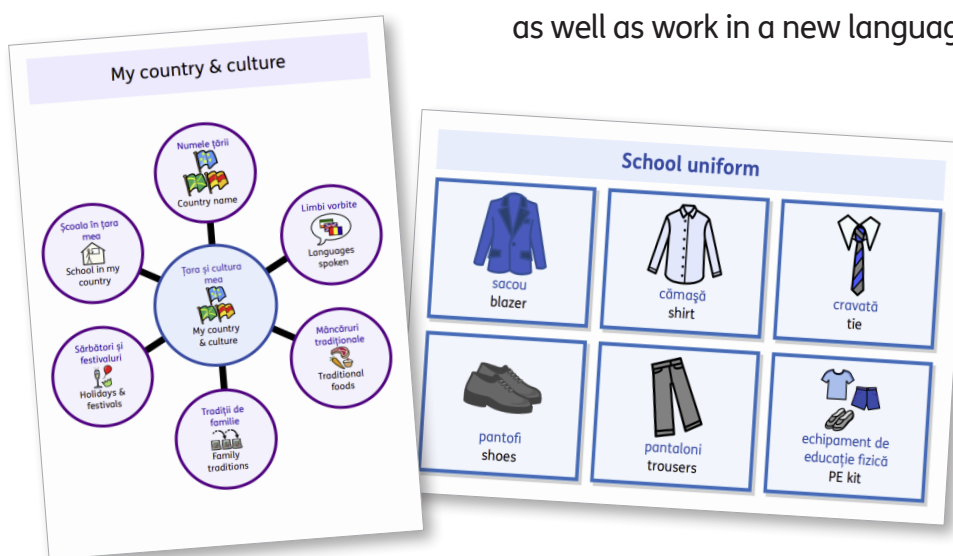 as well as work in a new languag
My country & culture
Numele țării
Country name
Limbi vorbite
Languages
spoken
Școala în țara
mea
School in my
country
Țara și cultura
mea
My country
& culture
Mâncăruri
tradiționale
Traditional
foods
Sărbători și
festivaluri
Holidays &
festivals
Tradiții de
familie
Family
traditions
School uniform
sacou
blazer
cămaşă
shirt
cravată
tie
pantofi
shoes
pantaloni
trousers
echipament de
educație fizică
PE kit